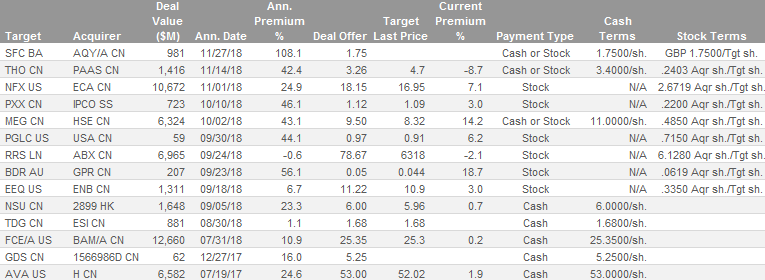 Target Acquirer Deal Value ($M) Ann. Date Ann. Premium % Deal Offer Target Last Price Current Premium % Payment Type Cash Terms Stock Terms
SFC BA AQY/A CN 981 11/27/18 108.1 1.75 Cash or Stock 1.7500/sh. GBP 1.7500/Tgt sh.
THO CN PAAS CN 1,416 11/14/18 42.4 3.26 4.7 -8.7 Cash or Stock 3.4000/sh. .2403 Aqr sh./Tgt sh.
NFX US ECA CN 10,672 11/01/18 24.9 18.15 16.95 7.1 Stock N/A 2.6719 Aqr sh./Tgt sh.
PXX CN IPCO SS 723 10/10/18 46.1 1.12 1.09 3.0 Stock N/A .2200 Aqr sh./Tgt sh.
MEG CN HSE CN 6,324 10/02/18 43.1 9.50 8.32 14.2 Cash or Stock 11.0000/sh. .4850 Aqr sh./Tgt sh.
PGLC US USA CN 59 09/30/18 44.1 0.97 0.91 6.2 Stock N/A .7150 Aqr sh./Tgt sh.
RRS LN ABX CN 6,965 09/24/18 -0.6 78.67 6318 -2.1 Stock N/A 6.1280 Aqr sh./Tgt sh.
BDR AU GPR CN 207 09/23/18 56.1 0.05 0.044 18.7 Stock N/A .0619 Aqr sh./Tgt sh.
EEQ US ENB CN 1,311 09/18/18 6.7 11.22 10.9 3.0 Stock N/A .3350 Aqr sh./Tgt sh.
NSU CN 2899 HK 1,648 09/05/18 23.3 6.00 5.96 0.7 Cash 6.0000/sh.
TDG CN ESI CN 881 08/30/18 1.1 1.68 1.68 Cash 1.6800/sh.
FCE/A US BAM/A CN 12,660 07/31/18 10.9 25.35 25.3 0.2 Cash 25.3500/sh.
GDS CN 1566986D CN 62 12/27/17 16.0 5.25 Cash 5.2500/sh.
AVA US H CN 6,582 07/19/17 24.6 53.00 52.02 1.9 Cash 53.0000/sh.